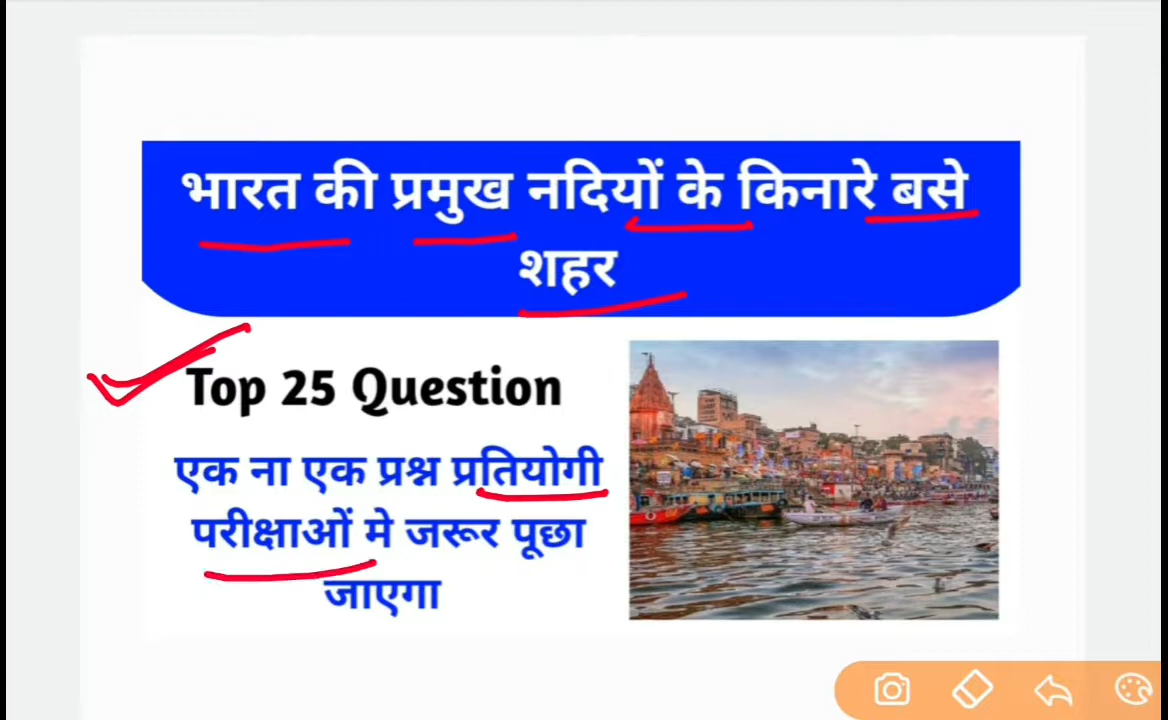 भारत की प्रमुख नदियों के किनारे बसे
शहर
Top 25 Question
एक ना एक प्रश्न प्रतियोगी
परीक्षाओं मे जरूर पूछा
जाएगा